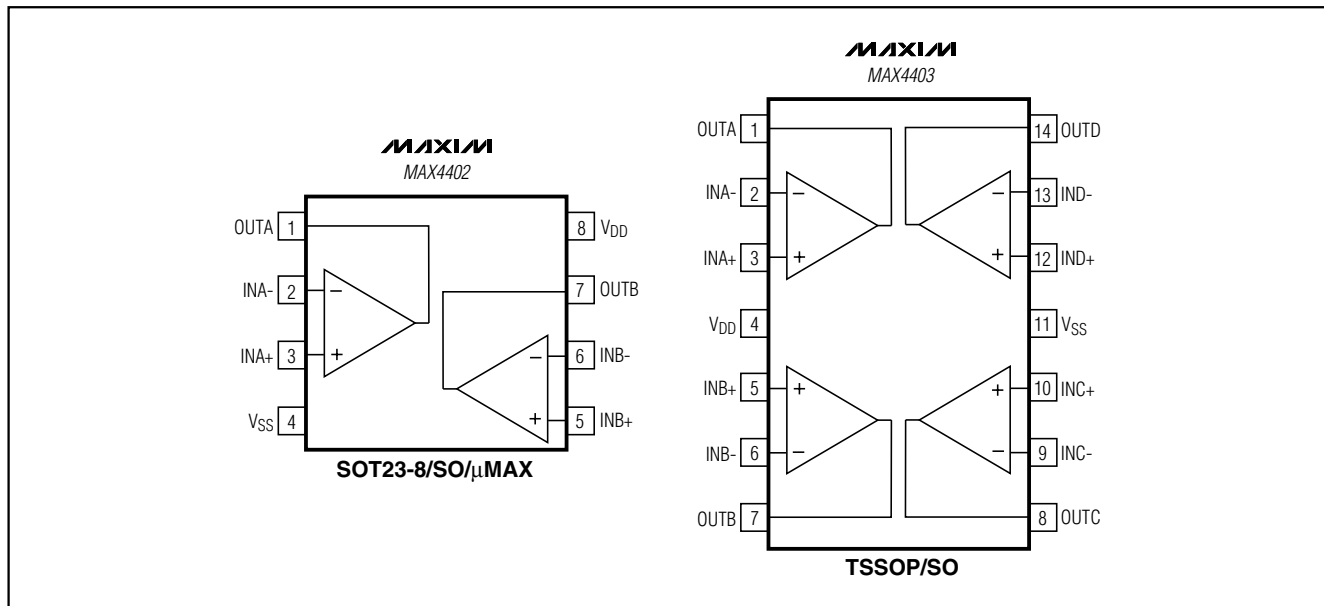 MAXIM
MAX4402
OUTA 1
8 VDD
INA- 2
−
7 OUTB
INA+ 3
+
−
6 INB-
VSS 4
+
5 INB+
SOT23-8/SO/μMAX
MAXIM
MAX4403
OUTA 1
14 OUTD
INA- 2
−
−
13 IND-
INA+ 3
+
+
12 IND+
VDD 4
11 VSS
INB+ 5
+
+
10 INC+
INB- 6
−
−
9 INC-
OUTB 7
8 OUTC
TSSOP/SO